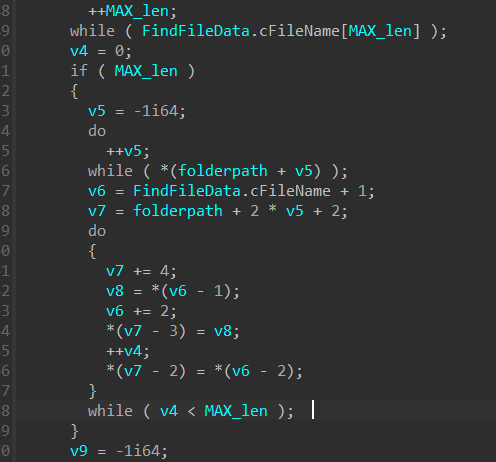 8 ++MAX_len;
9 while ( FindFileData.cFileName[MAX_len] );
0 v4 = 0;
1 if ( MAX_len )
2 {
3 v5 = -1i64;
4 do
5 ++v5;
6 while ( *(folderpath + v5) );
7 v6 = FindFileData.cFileName + 1;
8 v7 = folderpath + 2 * v5 + 2;
9 do
0 {
1 v7 += 4;
2 v8 = *(v6 - 1);
3 v6 += 2;
4 *(v7 - 3) = v8;
5 ++v4;
6 *(v7 - 2) = *(v6 - 2);
7 }
8 while ( v4 < MAX_len );
9 }
0 v9 = -1i64;